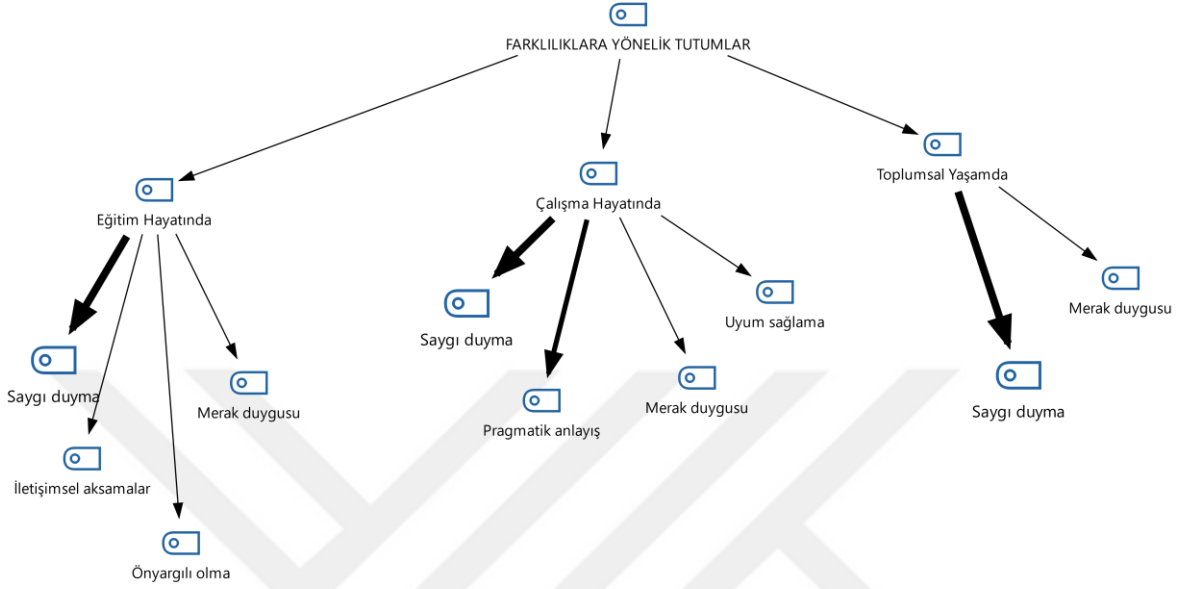 FARKLILIKLARA YÖNELİK TUTUMLAR
Eğitim Hayatında
Çalışma Hayatında
Toplumsal Yaşamda
Saygı duyma
İletişimsel aksamalar
Önyargılı olma
Merak duygusu
Saygı duyma
Pragmatik anlayış
Merak duygusu
Uyum sağlama
Saygı duyma
Merak duygusu